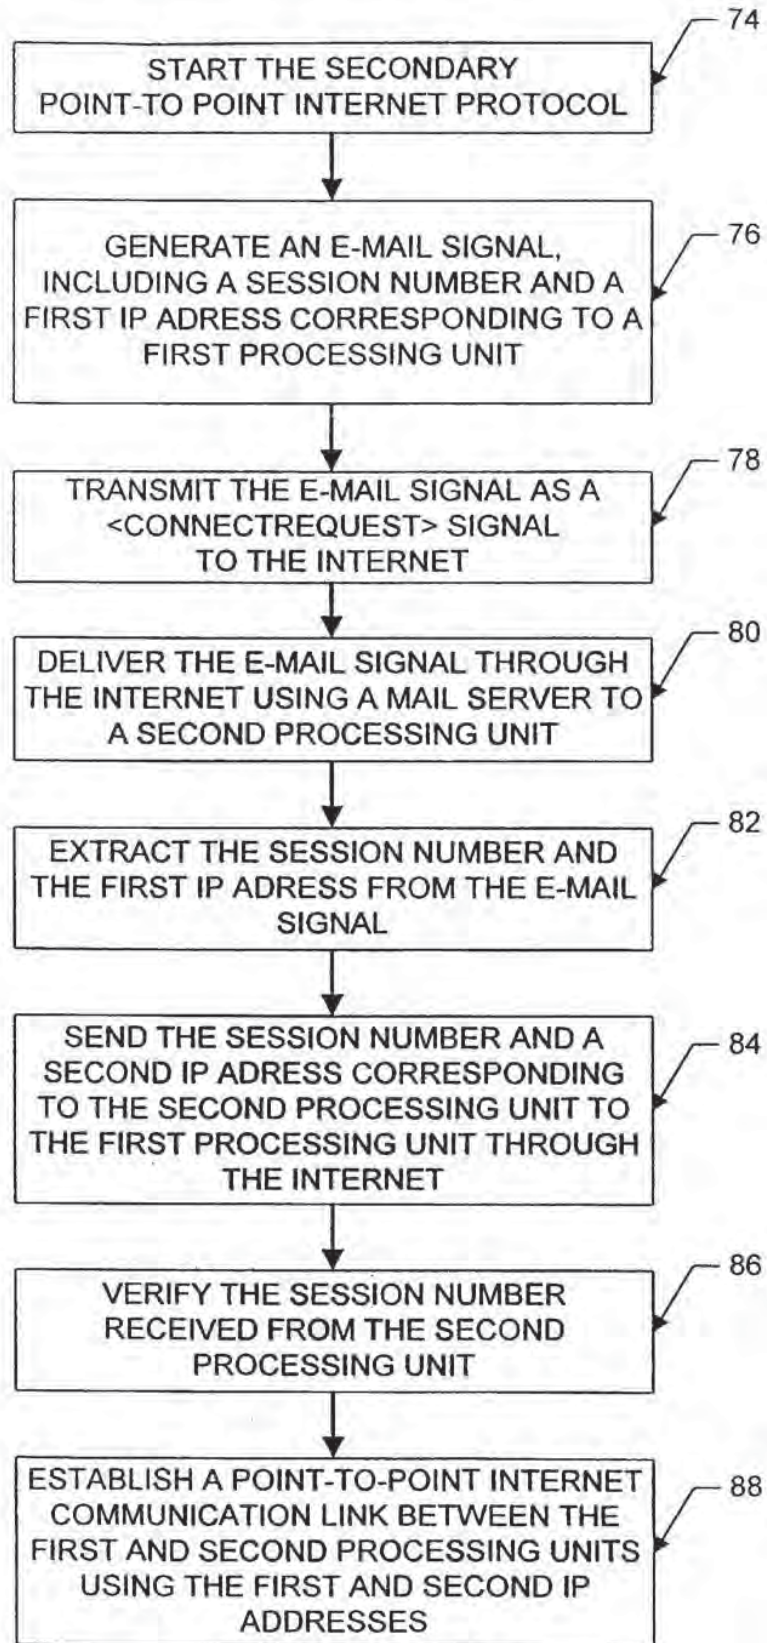 74
START THE SECONDARY
POINT-TO POINT INTERNET PROTOCOL
76
GENERATE AN E-MAIL SIGNAL,
INCLUDING A SESSION NUMBER AND A
FIRST IP ADRESS CORRESPONDING TO A
FIRST PROCESSING UNIT
78
TRANSMIT THE E-MAIL SIGNAL AS A
<CONNECTREQUEST> SIGNAL
TO THE INTERNET
80
DELIVER THE E-MAIL SIGNAL THROUGH
THE INTERNET USING A MAIL SERVER TO
A SECOND PROCESSING UNIT
82
EXTRACT THE SESSION NUMBER AND
THE FIRST IP ADRESS FROM THE E-MAIL
SIGNAL
84
SEND THE SESSION NUMBER AND A
SECOND IP ADRESS CORRESPONDING
TO THE SECOND PROCESSING UNIT TO
THE FIRST PROCESSING UNIT THROUGH
THE INTERNET
86
VERIFY THE SESSION NUMBER
RECEIVED FROM THE SECOND
PROCESSING UNIT
88
ESTABLISH A POINT-TO-POINT INTERNET
COMMUNICATION LINK BETWEEN THE
FIRST AND SECOND PROCESSING UNITS
USING THE FIRST AND SECOND IP
ADDRESSES